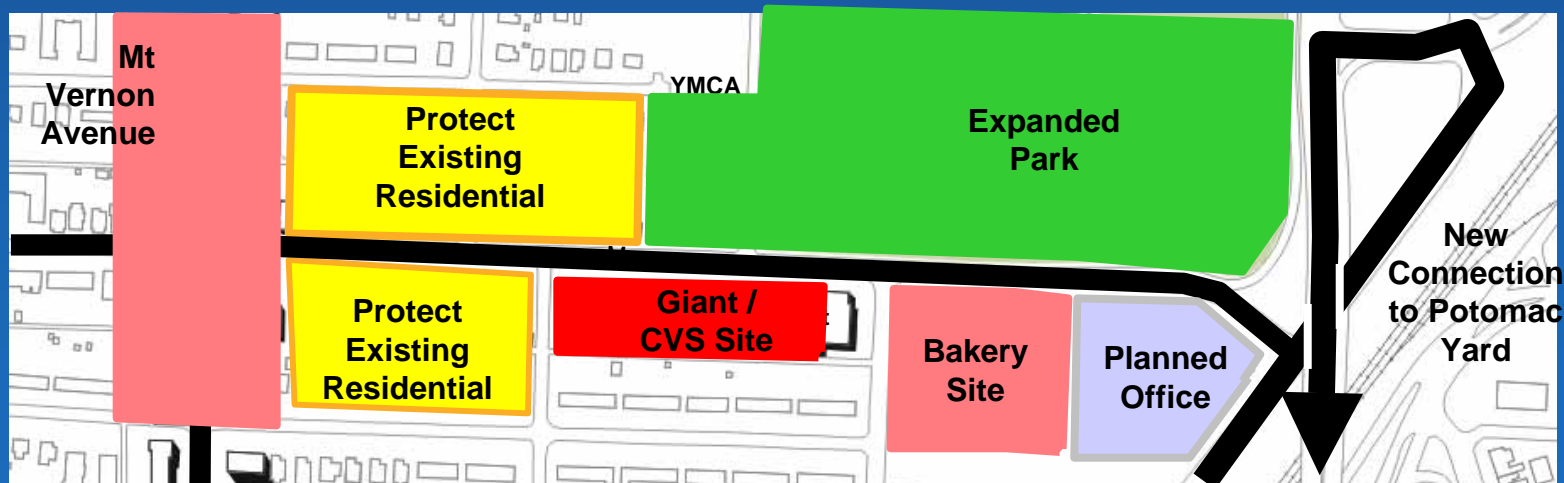 Mt
Vernon
Avenue
YMCA
Protect
Existing
Residential
Expanded
Park
New
Connection
to Potomac
Yard
Protect
Existing
Residential
Giant /
CVS Site
Bakery
Site
Planned
Office